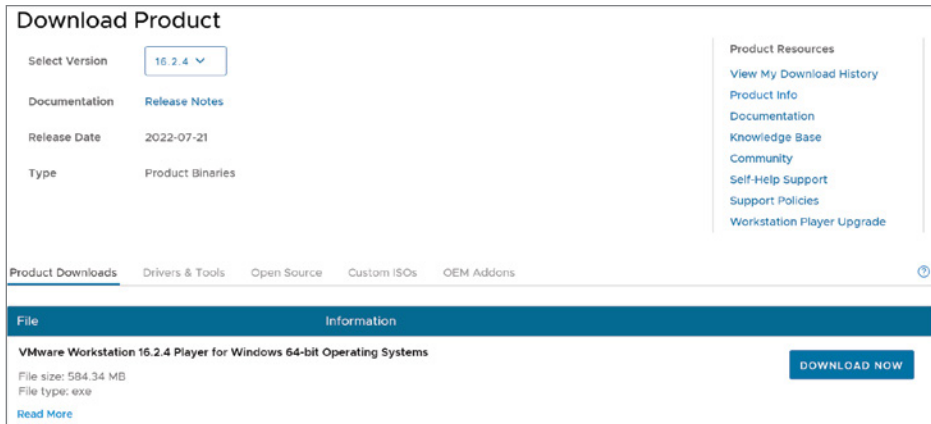 Download Product
Select Version
16.2.4
Documentation
Release Notes
Release Date
2022-07-21
Type
Product Binaries
Product Resources
View My Download History
Product Info
Documentation
Knowledge Base
Community
Self-Help Support
Support Policies
Workstation Player Upgrade
Product Downloads
Drivers & Tools
Open Source
Custom ISOs
OEM Addons
?
File
Information
VMware Workstation 16.2.4 Player for Windows 64-bit Operating Systems
File size: 584.34 MB
File type: exe
Read More
DOWNLOAD NOW